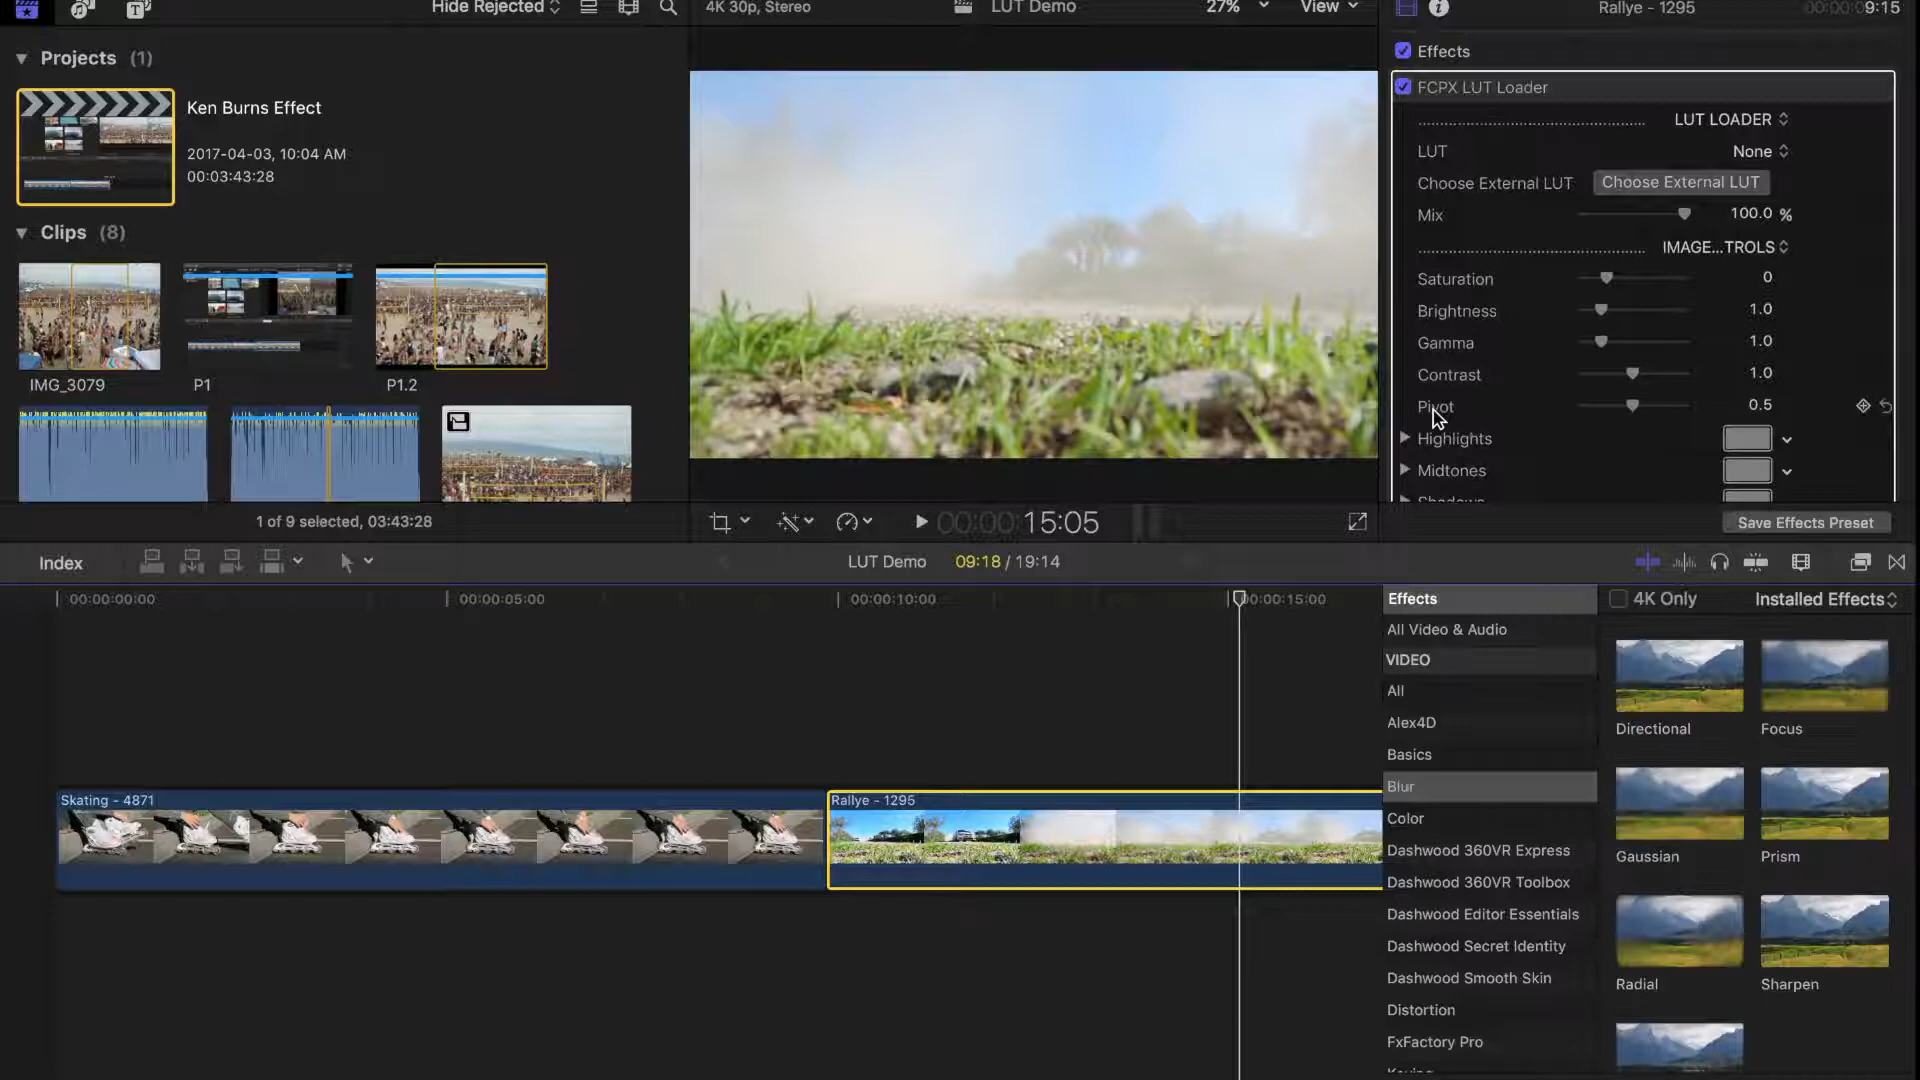 Hide Rejected
4K 30p, Stereo
LUT Demo
27%
View
Rallye - 1295
00:00:09:15
Projects (1)
Ken Burns Effect
2017-04-03, 10:04 AM
00:03:43:28
Clips (8)
IMG_3079
P1
P1.2
1 of 9 selected, 03:43:28
00:00:15:05
Effects
FCPX LUT Loader
LUT LOADER
LUT
None
Choose External LUT
Choose External LUT
Mix
100.0 %
IMAGE...TROLS
Saturation
0
Brightness
1.0
Gamma
1.0
Contrast
1.0
Pivot
0.5
Highlights
Midtones
Shadows
Save Effects Preset
Index
LUT Demo
09:18 / 19:14
00:00:00:00
00:00:05:00
00:00:10:00
00:00:15:00
Skating - 4871
Rallye - 1295
Effects
All Video & Audio
VIDEO
All
Alex4D
Basics
Blur
Color
Dashwood 360VR Express
Dashwood 360VR Toolbox
Dashwood Editor Essentials
Dashwood Secret Identity
Dashwood Smooth Skin
Distortion
FxFactory Pro
Keying
4K Only
Installed Effects
Directional
Focus
Gaussian
Prism
Radial
Sharpen